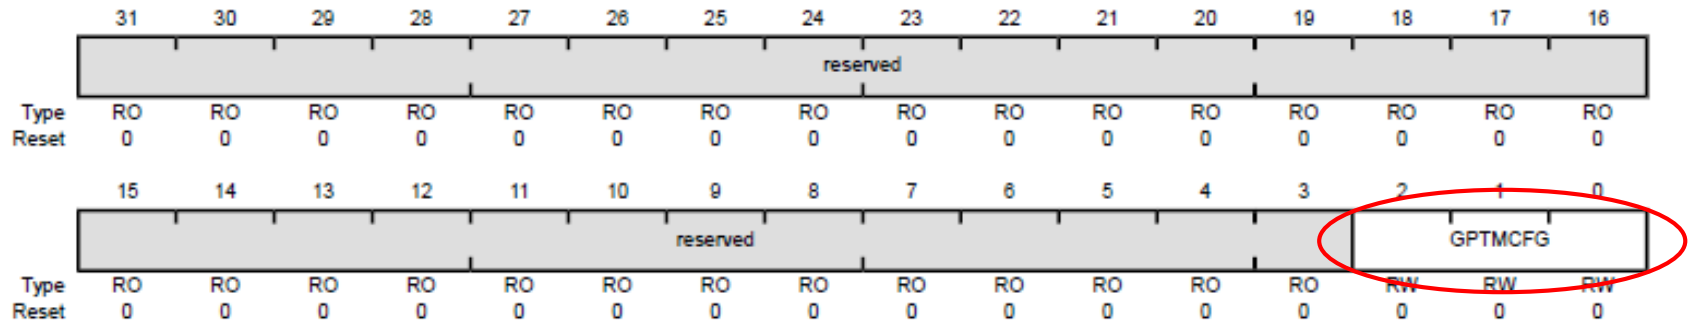 31 30 29 28 27 26 25 24 23 22 21 20 19 18 17 16
reserved
Type RO RO RO RO RO RO RO RO RO RO RO RO RO RO RO RO
Reset 0 0 0 0 0 0 0 0 0 0 0 0 0 0 0 0
15 14 13 12 11 10 9 8 7 6 5 4 3 2 1 0
reserved GPTMCFG
Type RO RO RO RO RO RO RO RO RO RO RO RO RO RW RW RW
Reset 0 0 0 0 0 0 0 0 0 0 0 0 0 0 0 0